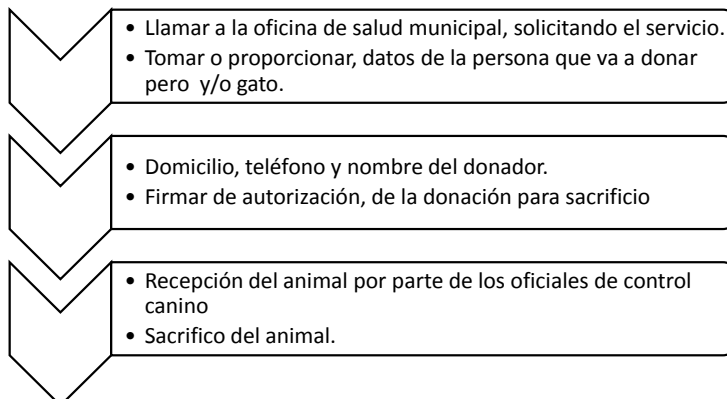 • Llamar a la oficina de salud municipal, solicitando el servicio.
• Tomar o proporcionar, datos de la persona que va a donar
pero  y/o gato.
• Domicilio, teléfono y nombre del donador.
• Firmar de autorización, de la donación para sacrificio
• Recepción del animal por parte de los oficiales de control
canino
• Sacrifico del animal.